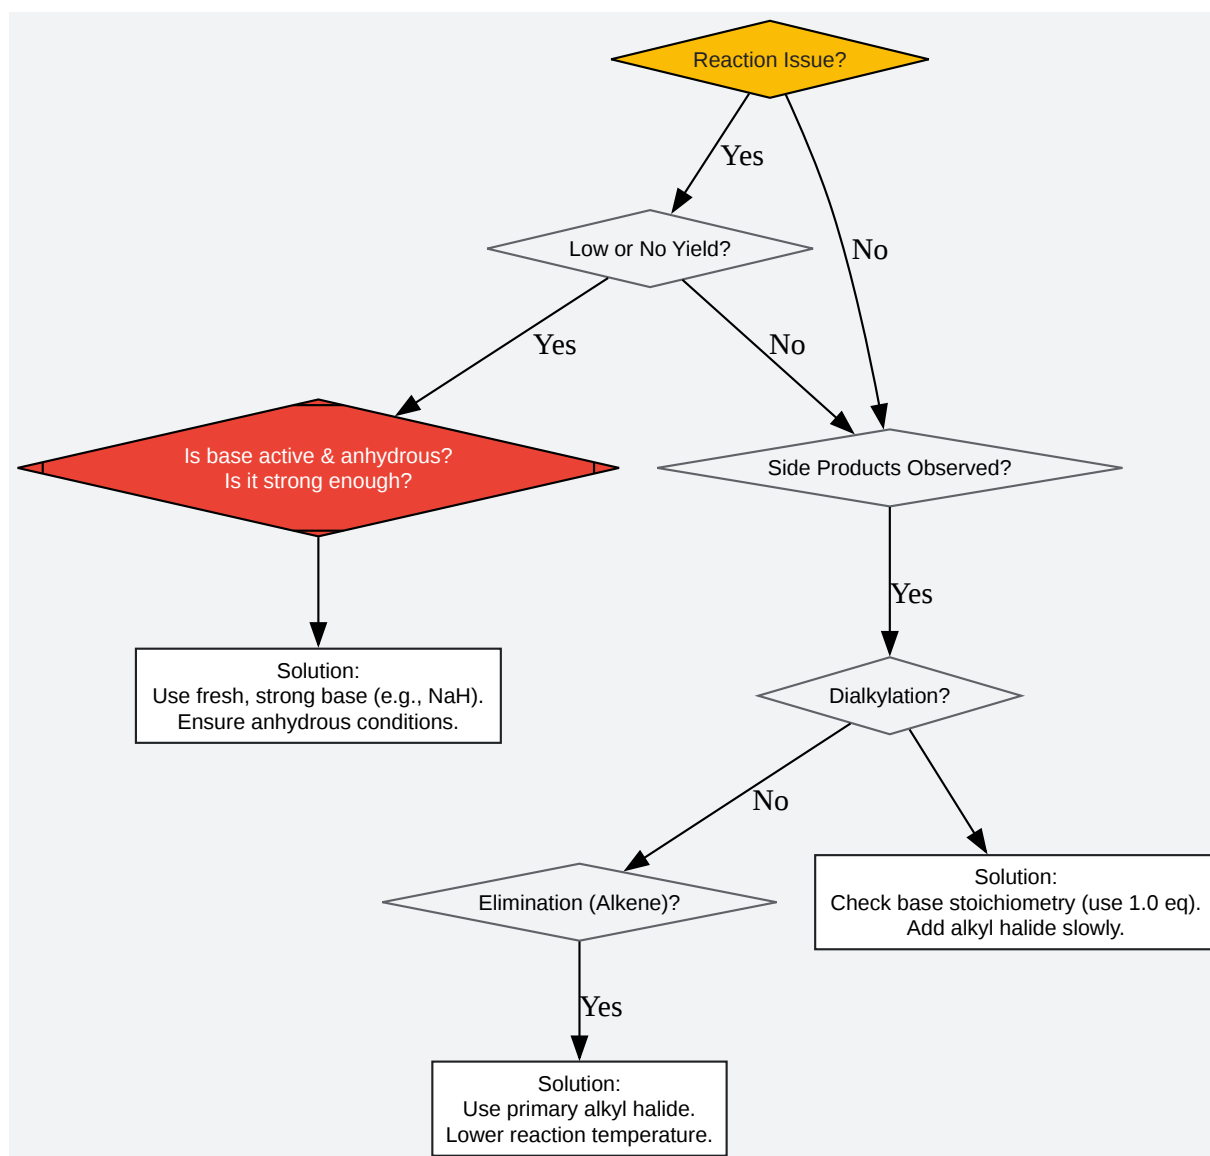 Reaction Issue?
Yes
Low or No Yield?
No
Yes
No
Is base active & anhydrous?
Is it strong enough?
Side Products Observed?
Yes
Solution:
Use fresh, strong base (e.g., NaH).
Ensure anhydrous conditions.
Dialkylation?
No
Elimination (Alkene)?
Solution:
Check base stoichiometry (use 1.0 eq).
Add alkyl halide slowly.
Yes
Solution:
Use primary alkyl halide.
Lower reaction temperature.